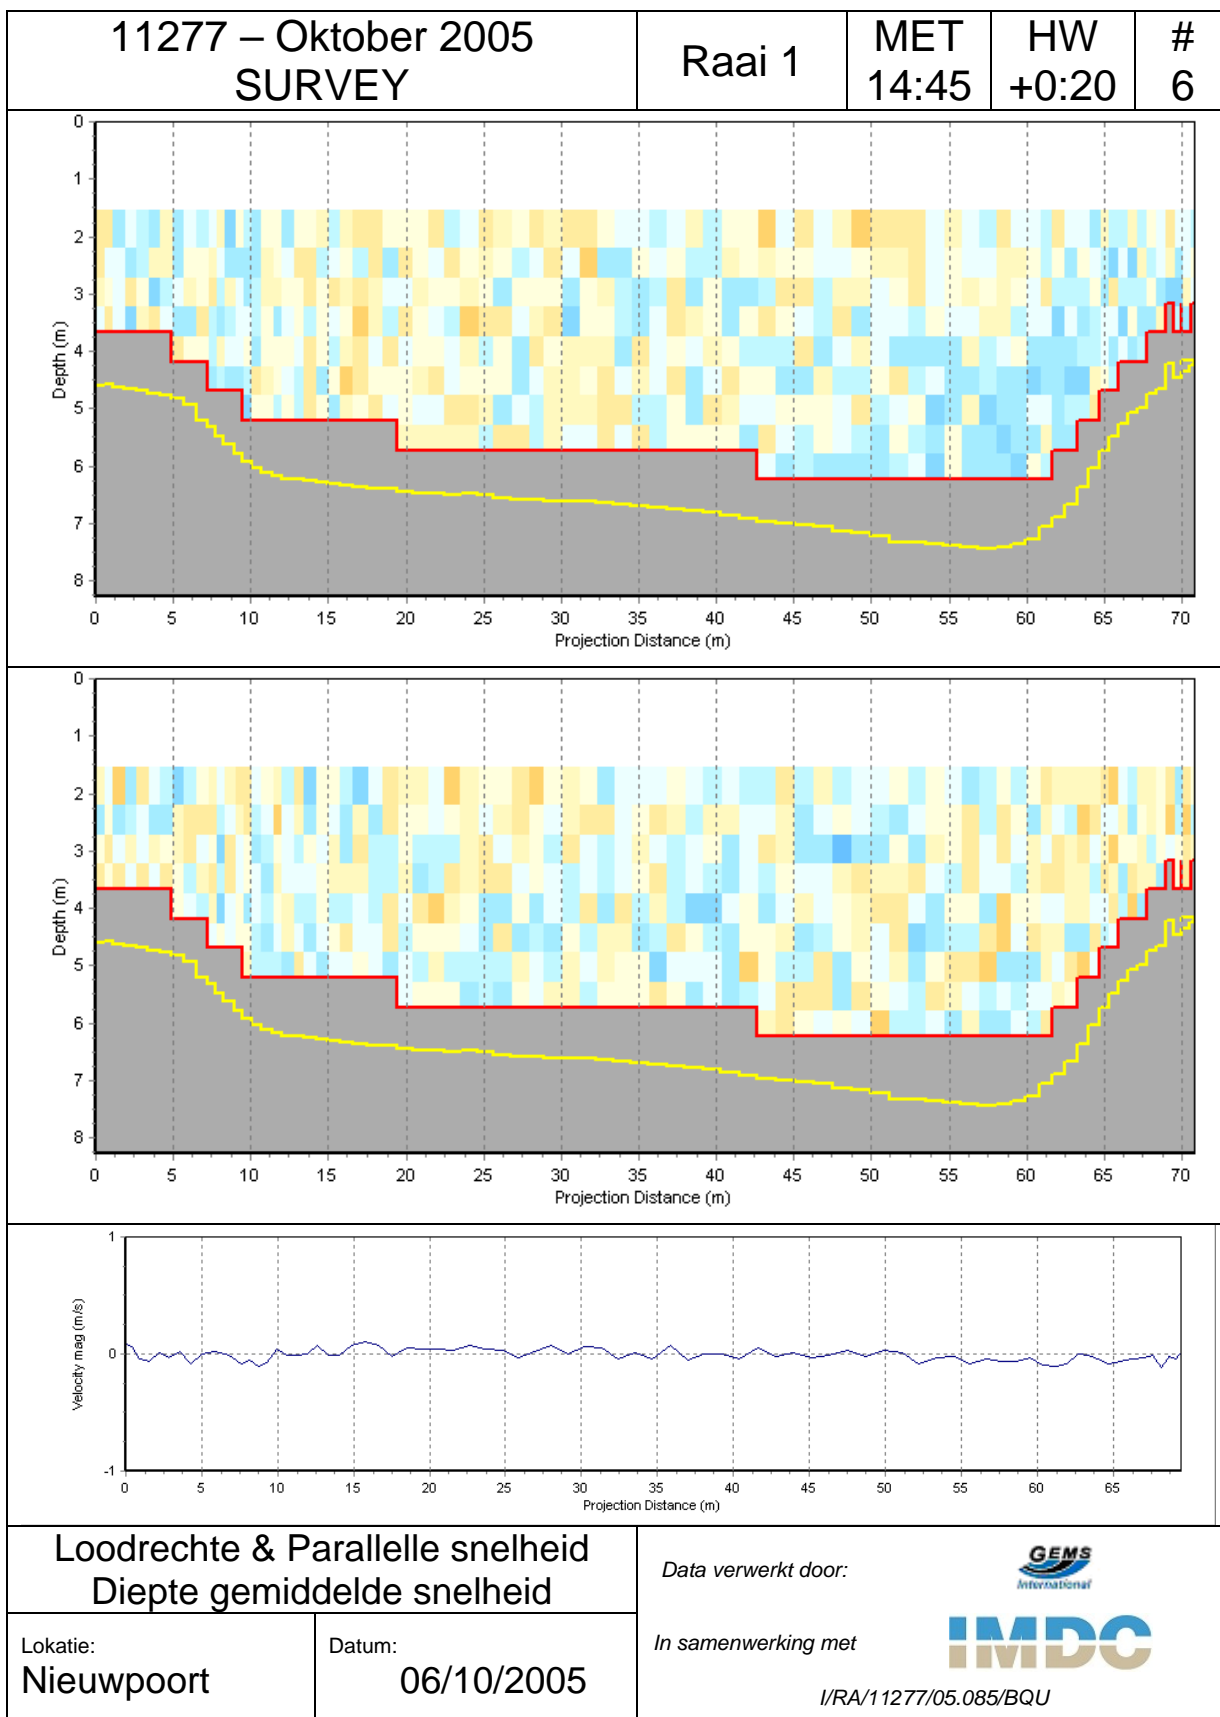 11277 – Oktober 2005
SURVEY
Raai 1
MET
14:45
HW
+0:20
#
6
0
1
2
3
4
5
6
7
8
Depth (m)
0 5 10 15 20 25 30 35 40 45 50 55 60 65 70
Projection Distance (m)
0
1
2
3
4
5
6
7
8
Depth (m)
0 5 10 15 20 25 30 35 40 45 50 55 60 65 70
Projection Distance (m)
1
0
-1
Velocity mag (m/s)
0 5 10 15 20 25 30 35 40 45 50 55 60 65
Projection Distance (m)
Loodrechte & Parallelle snelheid
Diepte gemiddelde snelheid
Lokatie:
Nieuwpoort
Datum:
06/10/2005
Data verwerkt door:
GEMS
International
In samenwerking met
IMDC
I/RA/11277/05.085/BQU